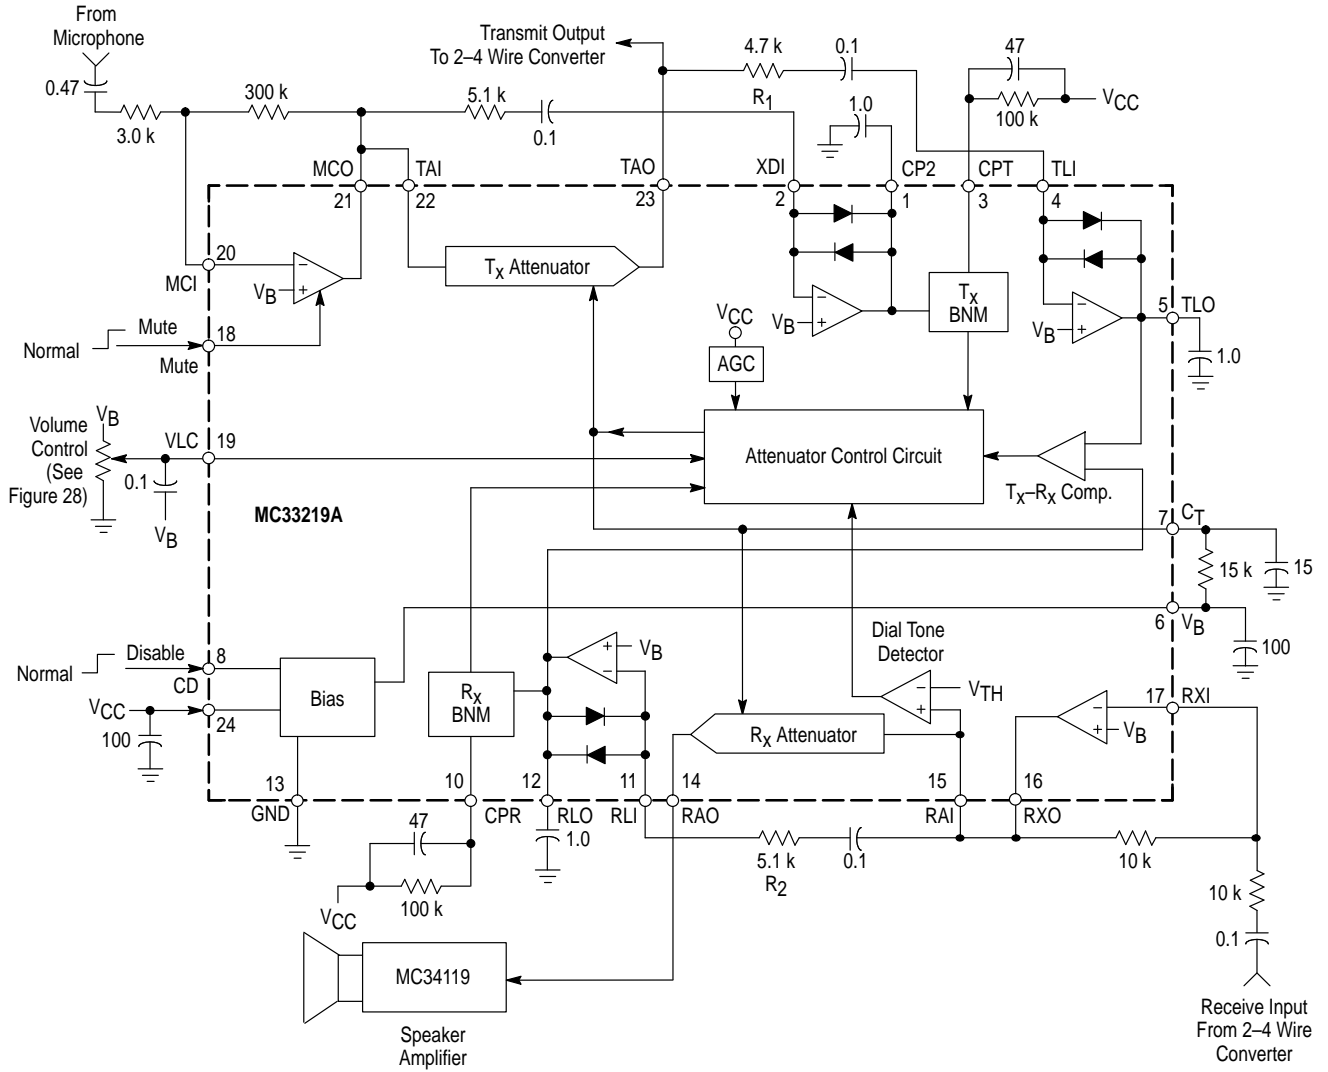 From
Microphone
0.47
3.0 k
300 k
5.1 k
0.1
Transmit Output
To 2–4 Wire Converter
4.7 k
R1
0.1
1.0
47
100 k
VCC
MCO
21
TAI
22
TAO
23
XDI
2
CP2
1
CPT
3
TLI
4
20
MCI
–
+
VB
Tx Attenuator
–
+
VB
Tx
BNM
–
+
VB
5
TLO
1.0
Mute
Normal
18
Mute
VCC
AGC
VB
Volume
Control
(See
Figure 28)
VLC
19
0.1
VB
Attenuator Control Circuit
Tx–Rx Comp.
MC33219A
7
CT
15 k
15
6
VB
100
Disable
Normal
8
CD
VCC
24
100
Bias
Rx
BNM
+
–
VB
Dial Tone
Detector
–
+
VTH
Rx Attenuator
–
+
VB
17
RXI
13
GND
10
CPR
12
RLO
11
RLI
14
RAO
15
RAI
16
RXO
47
100 k
VCC
1.0
5.1 k
R2
0.1
10 k
10 k
0.1
MC34119
Speaker
Amplifier
Receive Input
From 2–4 Wire
Converter